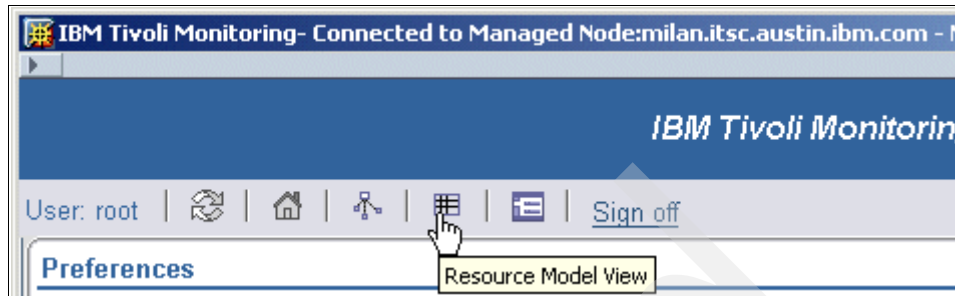 IBM Tivoli Monitoring- Connected to Managed Node:milan.itsc.austin.ibm.com -
IBM Tivoli Monitorin
User: root | | | | | | Sign off
Preferences
Resource Model View